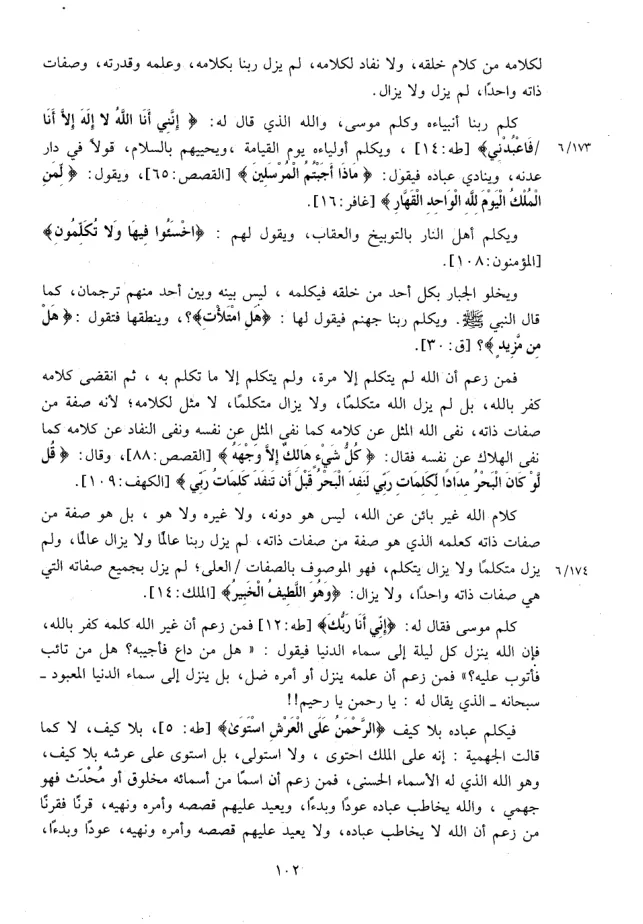 لكلامه من كلام خلقه، ولا نفاد لكلامه، لم يزل ربنا بكلامه، وعلمه وقدرته، وصفات
ذاته واحدًا، لم يزل ولا يزال.
كلم ربنا أنبياءه وكلم موسى، والله الذي قال له: ﴿ إِنَّنِي أَنَا اللَّهُ لا إِلَهَ إِلاَّ أَنَا
٦/١٧٣ /فَاعْبُدْنِي﴾ [طه:١٤] ، ويكلم أولياءه يوم القيامة ،ويحييهم بالسلام، قولاً في دار
عدنه، وينادي عباده فيقول: ﴿ مَاذَا أَجَبْتُمُ الْمُرْسَلِينَ ﴾ [القصص:٦٥]، ويقول: ﴿ لِّمَنِ
الْمُلْكُ الْيَوْمَ لِلَّهِ الْوَاحِدِ الْقَهَّارِ ﴾ [غافر:١٦].
ويكلم أهل النار بالتوبيخ والعقاب، ويقول لهم : ﴿اخْسَئُوا فِيهَا وَلا تُكَلِّمُونِ﴾
[المؤمنون:١٠٨].
ويخلو الجبار بكل أحد من خلقه فيكلمه ، ليس بينه وبين أحد منهم ترجمان، كما
قال النبي ﷺ. ويكلم ربنا جهنم فيقول لها : ﴿هَلِ امْتَلأْتِ﴾؟، وينطقها فتقول :﴿ هَلْ
مِن مَّزِيدٍ ﴾؟ [ق:٣٠].
فمن زعم أن الله لم يتكلم إلا مرة، ولم يتكلم إلا ما تكلم به ، ثم انقضى كلامه
كفر بالله، بل لم يزل الله متكلمًا، ولا يزال متكلمًا، لا مثل لكلامه؛ لأنه صفة من
صفات ذاته، نفى الله المثل عن كلامه كما نفى المثل عن نفسه ونفى النفاد عن كلامه كما
نفى الهلاك عن نفسه فقال: ﴿ كُلُّ شَيْءٍ هَالِكٌ إِلاَّ وَجْهَهُ ﴾ [القصص:٨٨]، وقال: ﴿ قُل
لَّوْ كَانَ الْبَحْرُ مِدَادًا لِّكَلِمَاتِ رَبِّي لَنَفِدَ الْبَحْرُ قَبْلَ أَن تَنفَدَ كَلِمَاتُ رَبِّي ﴾ [الكهف:١٠٩].
كلام الله غير بائن عن الله، ليس هو دونه، ولا غيره ولا هو ، بل هو صفة من
صفات ذاته كعلمه الذي هو صفة من صفات ذاته، لم يزل ربنا عالمًا ولا يزال عالمًا، ولم
٦/١٧٤ يزل متكلمًا ولا يزال يتكلم، فهو الموصوف بالصفات /العلى؛ لم يزل بجميع صفاته التي
هي صفات ذاته واحدًا، ولا يزال: ﴿وَهُوَ اللَّطِيفُ الْخَبِيرُ﴾ [الملك:١٤].
كلم موسى فقال له: ﴿إِنِّي أَنَا رَبُّكَ﴾ [طه:١٢] فمن زعم أن غير الله كلمه كفر بالله،
فإن الله ينزل كل ليلة إلى سماء الدنيا فيقول : « هل من داع فأجيبه؟ هل من تائب
فأتوب عليه؟» فمن زعم أن علمه ينزل أو أمره ضل، بل ينزل إلى سماء الدنيا المعبود ـ
سبحانه ـ الذي يقال له : يا رحمن يا رحيم!!
فيكلم عباده بلا كيف ﴿الرَّحْمَنُ عَلَى الْعَرْشِ اسْتَوَىٰ﴾ [طه: ٥]، بلا كيف، لا كما
قالت الجهمية : إنه على الملك احتوى ، ولا استولى، بل استوى على عرشه بلا كيف،
وهو الله الذي له الأسماء الحسنى، فمن زعم أن اسمًا من أسمائه مخلوق أو مُحْدَث فهو
جهمي ، والله يخاطب عباده عودًا وبدءًا، ويعيد عليهم قصصه وأمره ونهيه، قرنًا فقرنًا
من زعم أن الله لا يخاطب عباده، ولا يعيد عليهم قصصه وأمره ونهيه، عودًا وبدءًا،
١٠٢